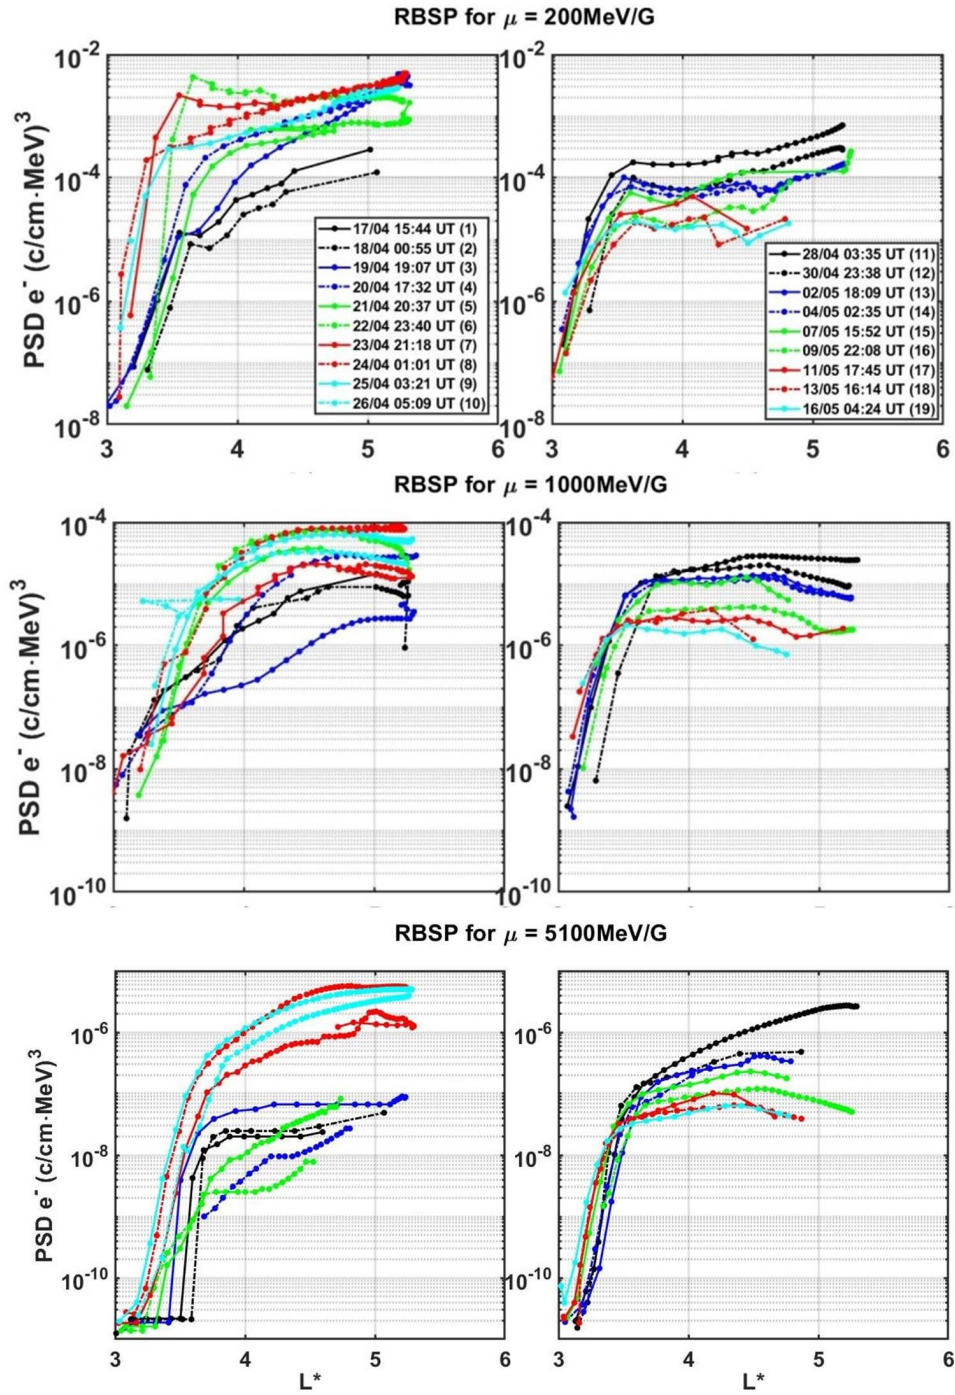 RBSP for μ = 200MeV/G
PSD e⁻ (c/cm·MeV)³
10⁻²
10⁻⁴
10⁻⁶
10⁻⁸
3 4 5 6
17/04 15:44 UT (1)
18/04 00:55 UT (2)
19/04 19:07 UT (3)
20/04 17:32 UT (4)
21/04 20:37 UT (5)
22/04 23:40 UT (6)
23/04 21:18 UT (7)
24/04 01:01 UT (8)
25/04 03:21 UT (9)
26/04 05:09 UT (10)
10⁻²
10⁻⁴
10⁻⁶
10⁻⁸
3 4 5 6
28/04 03:35 UT (11)
30/04 23:38 UT (12)
02/05 18:09 UT (13)
04/05 02:35 UT (14)
07/05 15:52 UT (15)
09/05 22:08 UT (16)
11/05 17:45 UT (17)
13/05 16:14 UT (18)
16/05 04:24 UT (19)
RBSP for μ = 1000MeV/G
PSD e⁻ (c/cm·MeV)³
10⁻⁴
10⁻⁶
10⁻⁸
10⁻¹⁰
10⁻⁴
10⁻⁶
10⁻⁸
10⁻¹⁰
RBSP for μ = 5100MeV/G
PSD e⁻ (c/cm·MeV)³
10⁻⁶
10⁻⁸
10⁻¹⁰
3 4 5 6
L*
10⁻⁶
10⁻⁸
10⁻¹⁰
3 4 5 6
L*